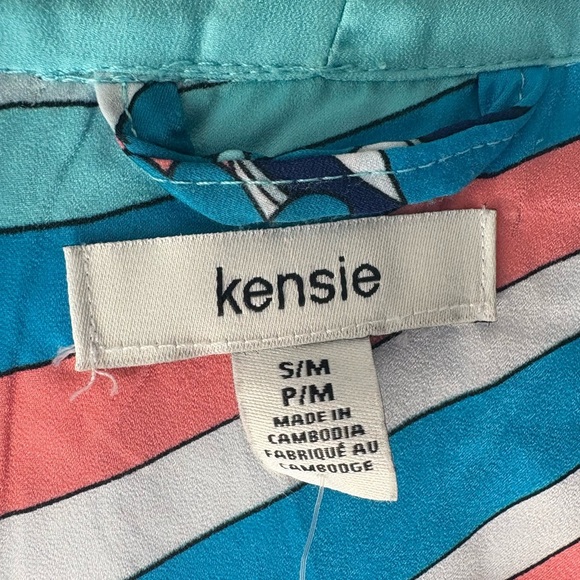 kensie
S/M
P/M
MADE IN
CAMBODIA
FABRIQUÉ AU
CAMBODGE